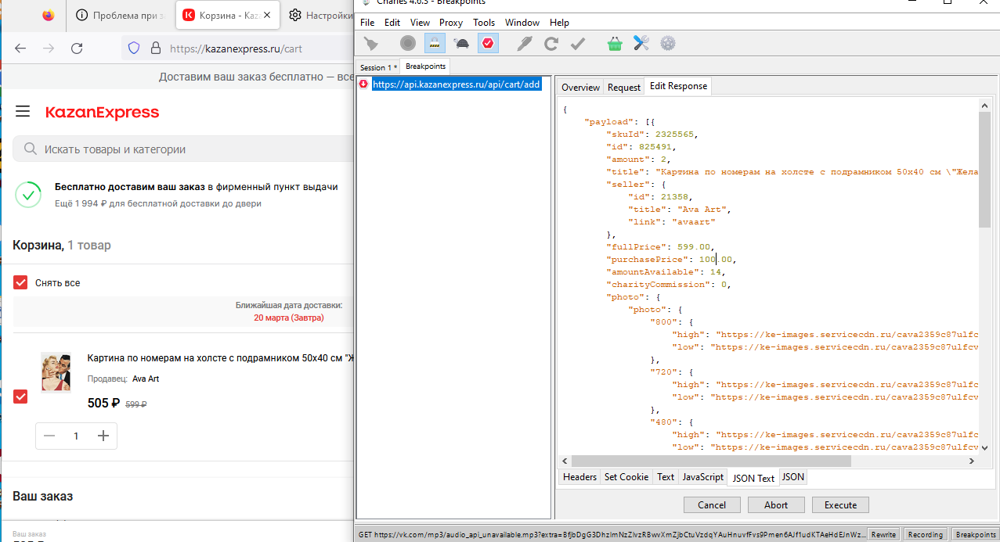 Проблема при з
Корзина - Kaza
Настройки
Charles 4.6.3 - Breakpoints
https://kazanexpress.ru/cart
Доставим ваш заказ бесплатно — все
KazanExpress
Искать товары и категории
Бесплатно доставим ваш заказ в фирменный пункт выдачи
Ещё 1 994 ₽ для бесплатной доставки до двери
Корзина, 1 товар
Снять все
Ближайшая дата доставки:
20 марта (Завтра)
Картина по номерам на холсте с подрамником 50x40 см "Ж
Продавец: Ava Art
505 ₽ 599 ₽
1
Ваш заказ
Ваш заказ
File Edit View Proxy Tools Window Help
Session 1 * Breakpoints
https://api.kazanexpress.ru/api/cart/add
Overview Request Edit Response
{
"payload": [{
"skuId": 2325565,
"id": 825491,
"amount": 2,
"title": "Картина по номерам на холсте с подрамником 50x40 см \"Жела
"seller": {
"id": 21358,
"title": "Ava Art",
"link": "avaart"
},
"fullPrice": 599.00,
"purchasePrice": 100.00,
"amountAvailable": 14,
"charityCommission": 0,
"photo": {
"photo": {
"800": {
"high": "https://ke-images.servicecdn.ru/cava2359c87ulfcv
"low": "https://ke-images.servicecdn.ru/cava2359c87ulfcv
},
"720": {
"high": "https://ke-images.servicecdn.ru/cava2359c87ulfc
"low": "https://ke-images.servicecdn.ru/cava2359c87ulfcv
},
"480": {
"high": "https://ke-images.servicecdn.ru/cava2359c87ulfc
"low": "https://ke-images.servicecdn.ru/cava2359c87ulfcv
Headers Set Cookie Text JavaScript JSON Text JSON
Cancel Abort Execute
GET https://vk.com/mp3/audio_api_unavailable.mp3?extra=
Rewrite Recording Breakpoints